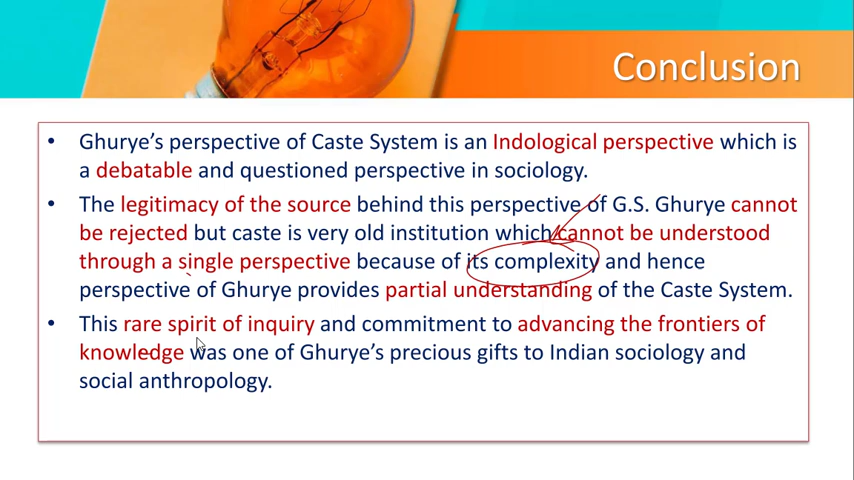 Conclusion
• Ghurye’s perspective of Caste System is an Indological perspective which is
a debatable and questioned perspective in sociology.
• The legitimacy of the source behind this perspective of G.S. Ghurye cannot
be rejected but caste is very old institution which cannot be understood
through a single perspective because of its complexity and hence
perspective of Ghurye provides partial understanding of the Caste System.
• This rare spirit of inquiry and commitment to advancing the frontiers of
knowledge was one of Ghurye’s precious gifts to Indian sociology and
social anthropology.